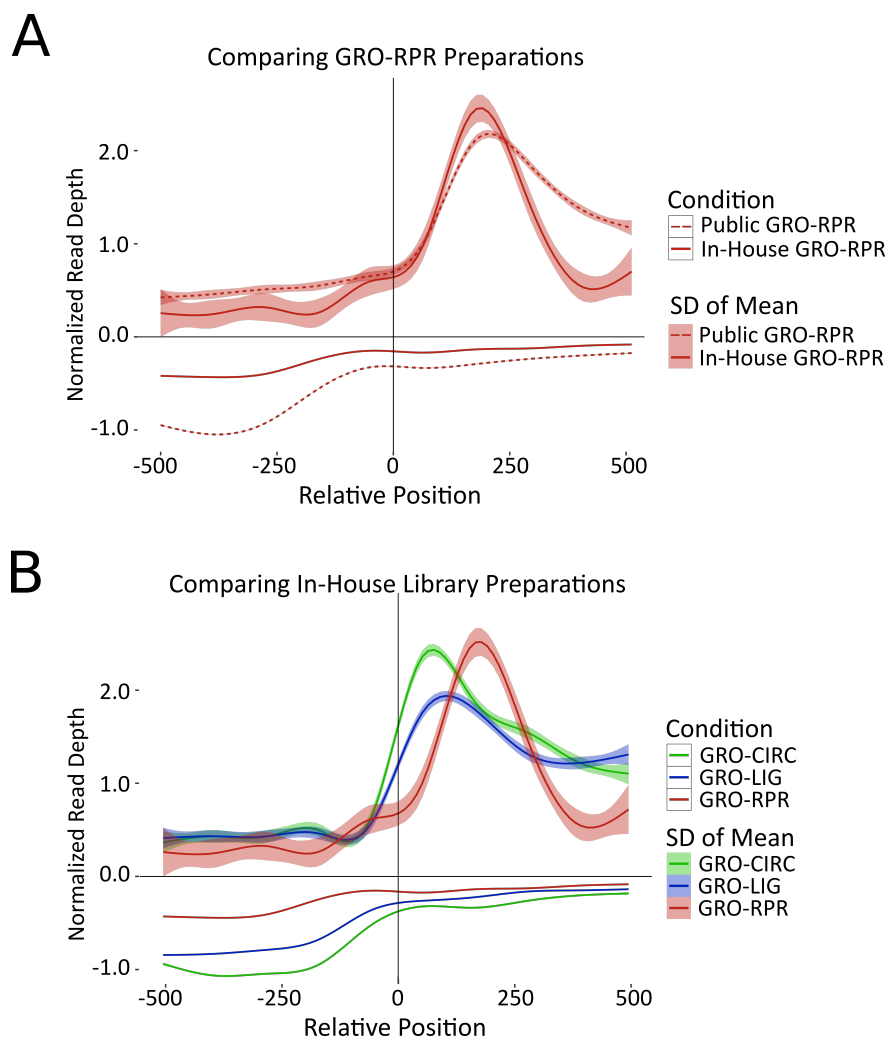 A
Comparing GRO-RPR Preparations
Normalized Read Depth
2.0
1.0
0.0
-1.0
-500
-250
0
250
500
Relative Position
Condition
Public GRO-RPR
In-House GRO-RPR
SD of Mean
Public GRO-RPR
In-House GRO-RPR
B
Comparing In-House Library Preparations
Normalized Read Depth
2.0
1.0
0.0
-1.0
-500
-250
0
250
500
Relative Position
Condition
GRO-CIRC
GRO-LIG
GRO-RPR
SD of Mean
GRO-CIRC
GRO-LIG
GRO-RPR